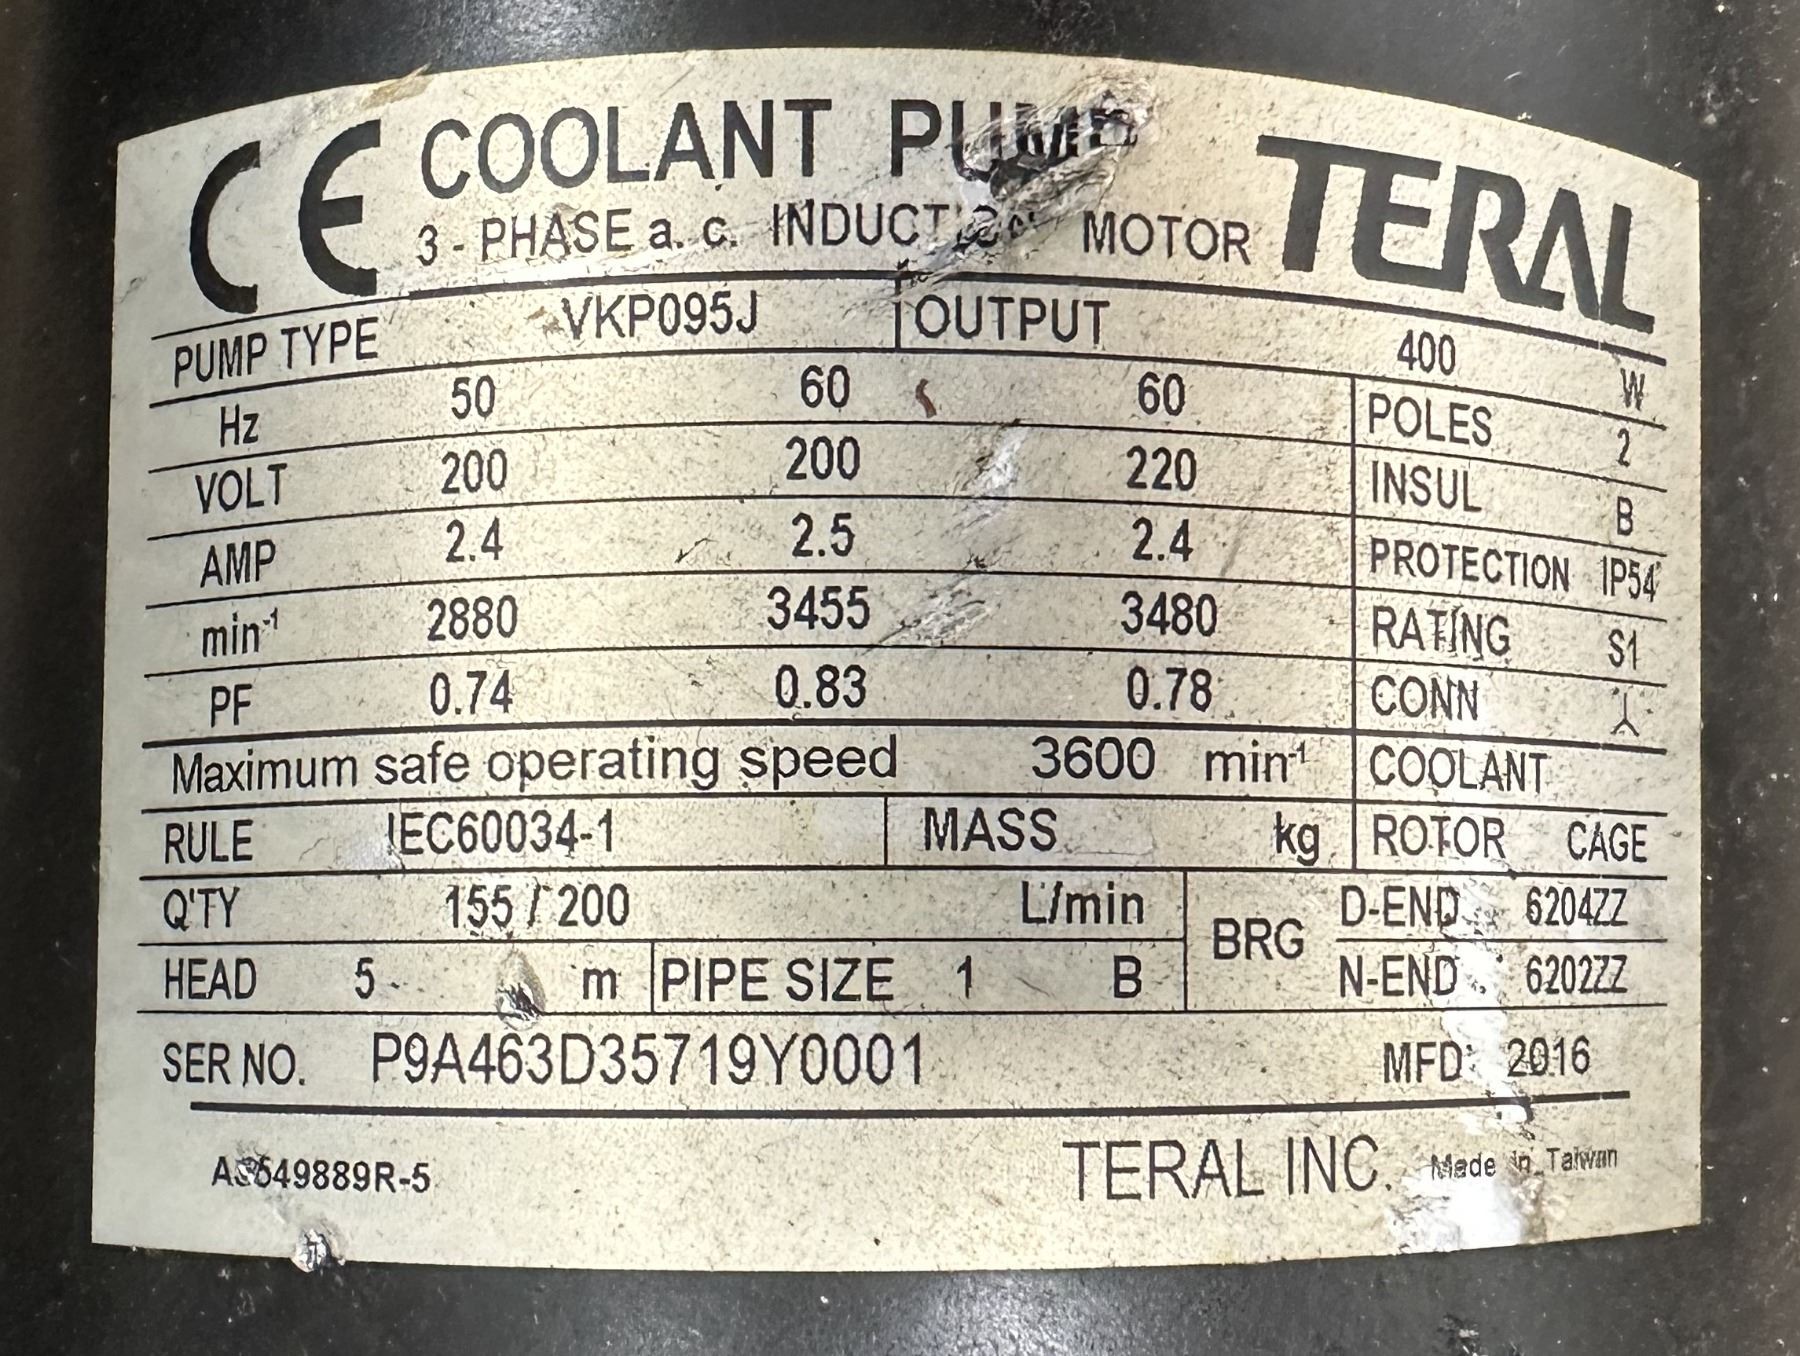 CE COOLANT PUMP TERAL
3 - PHASE a. c. INDUCTION MOTOR
PUMP TYPE VKP095J OUTPUT 400 W
Hz 50 60 60 POLES 2
VOLT 200 200 220 INSUL B
AMP 2.4 2.5 2.4 PROTECTION IP54
min⁻¹ 2880 3455 3480 RATING S1
PF 0.74 0.83 0.78 CONN 人
Maximum safe operating speed 3600 min⁻¹ COOLANT
RULE IEC60034-1 MASS kg ROTOR CAGE
Q'TY 155 / 200 L/min BRG D-END 6204ZZ
HEAD 5 m PIPE SIZE 1 B N-END 6202ZZ
SER NO. P9A463D35719Y0001 MFD 2016
TERAL INC. Made in Taiwan